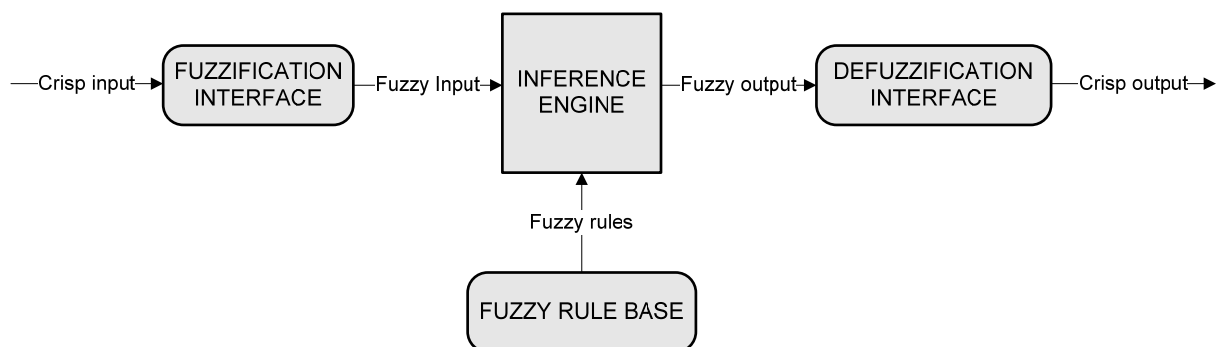 Crisp input
FUZZIFICATION
INTERFACE
Fuzzy Input
INFERENCE
ENGINE
Fuzzy output
DEFUZZIFICATION
INTERFACE
Crisp output
Fuzzy rules
FUZZY RULE BASE